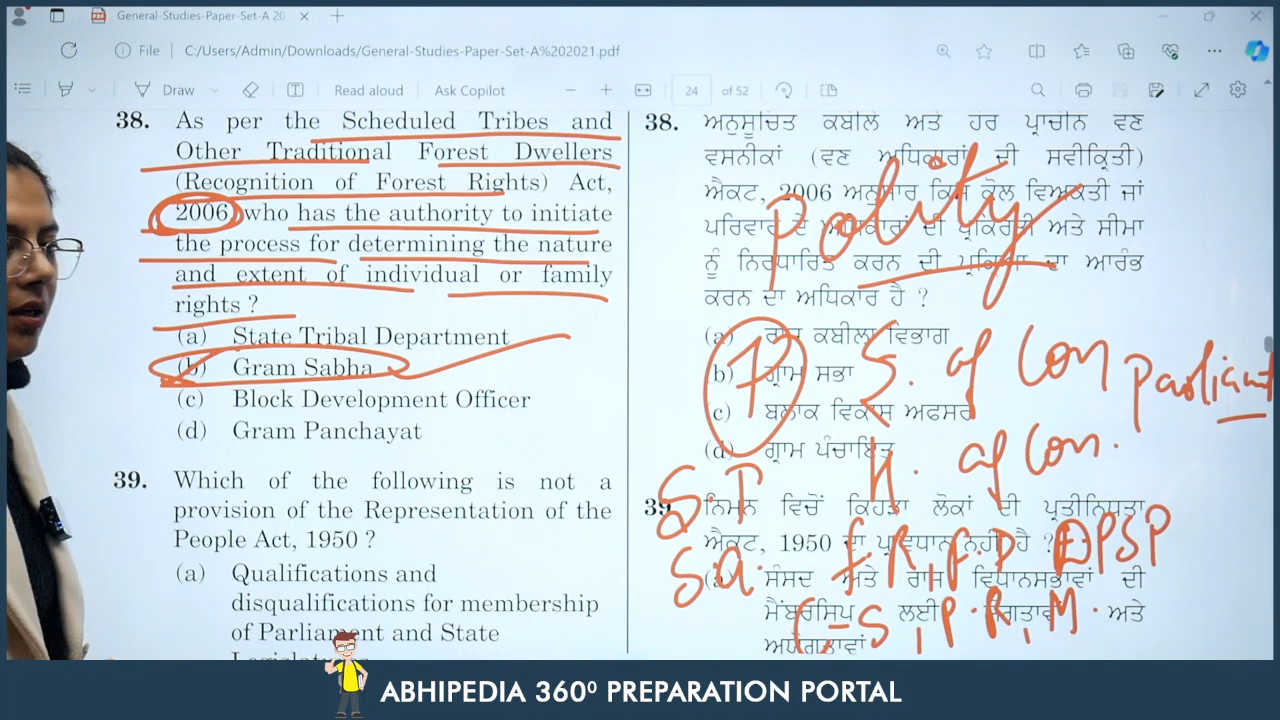 General-Studies-Paper-Set-A 20
File C:/Users/Admin/Downloads/General-Studies-Paper-Set-A%202021.pdf
Draw Read aloud Ask Copilot 24 of 52
38. As per the Scheduled Tribes and
Other Traditional Forest Dwellers
(Recognition of Forest Rights) Act,
2006 who has the authority to initiate
the process for determining the nature
and extent of individual or family
rights ?
(a) State Tribal Department
(b) Gram Sabha
(c) Block Development Officer
(d) Gram Panchayat
39. Which of the following is not a
provision of the Representation of the
People Act, 1950 ?
(a) Qualifications and
disqualifications for membership
of Parliament and State
38. ਅਨੁਸੂਚਿਤ ਕਬੀਲੇ ਅਤੇ ਹੋਰ ਪ੍ਰਾਚੀਨ ਵਣ
ਵਸਨੀਕਾਂ (ਵਣ ਅਧਿਕਾਰਾਂ ਦੀ ਸਵੀਕ੍ਰਿਤੀ)
ਐਕਟ, 2006 ਅਨੁਸਾਰ ਕਿਸ ਕੋਲ ਵਿਅਕਤੀ ਜਾਂ
ਪਰਿਵਾਰ ਦੇ ਅਧਿਕਾਰਾਂ ਦੀ ਪ੍ਰਕਿਰਤੀ ਅਤੇ ਸੀਮਾ
ਨੂੰ ਨਿਰਧਾਰਿਤ ਕਰਨ ਦੀ ਪ੍ਰਕਿਰਿਆ ਦਾ ਆਰੰਭ
ਕਰਨ ਦਾ ਅਧਿਕਾਰ ਹੈ ?
(a) ਰਾਜ ਕਬੀਲਾ ਵਿਭਾਗ
(b) ਗ੍ਰਾਮ ਸਭਾ
(c) ਬਲਾਕ ਵਿਕਾਸ ਅਫਸਰ
(d) ਗ੍ਰਾਮ ਪੰਚਾਇਤ
39. ਨਿਮਨ ਵਿਚੋਂ ਕਿਹੜਾ ਲੋਕਾਂ ਦੀ ਪ੍ਰਤੀਨਿਧਤਾ
ਐਕਟ, 1950 ਦਾ ਪ੍ਰਾਵਧਾਨ ਨਹੀਂ ਹੈ ?
(a) ਸੰਸਦ ਅਤੇ ਰਾਜ ਵਿਧਾਨਸਭਾਵਾਂ ਦੀ
ਮੈਂਬਰਸਿਪ ਲਈ ਅਤੇ
Polity
7
S. of Con
H. of Con.
S.T
F.R, F.D DPSP
C-S, P.R, M.
ABHIPEDIA 360⁰ PREPARATION PORTAL